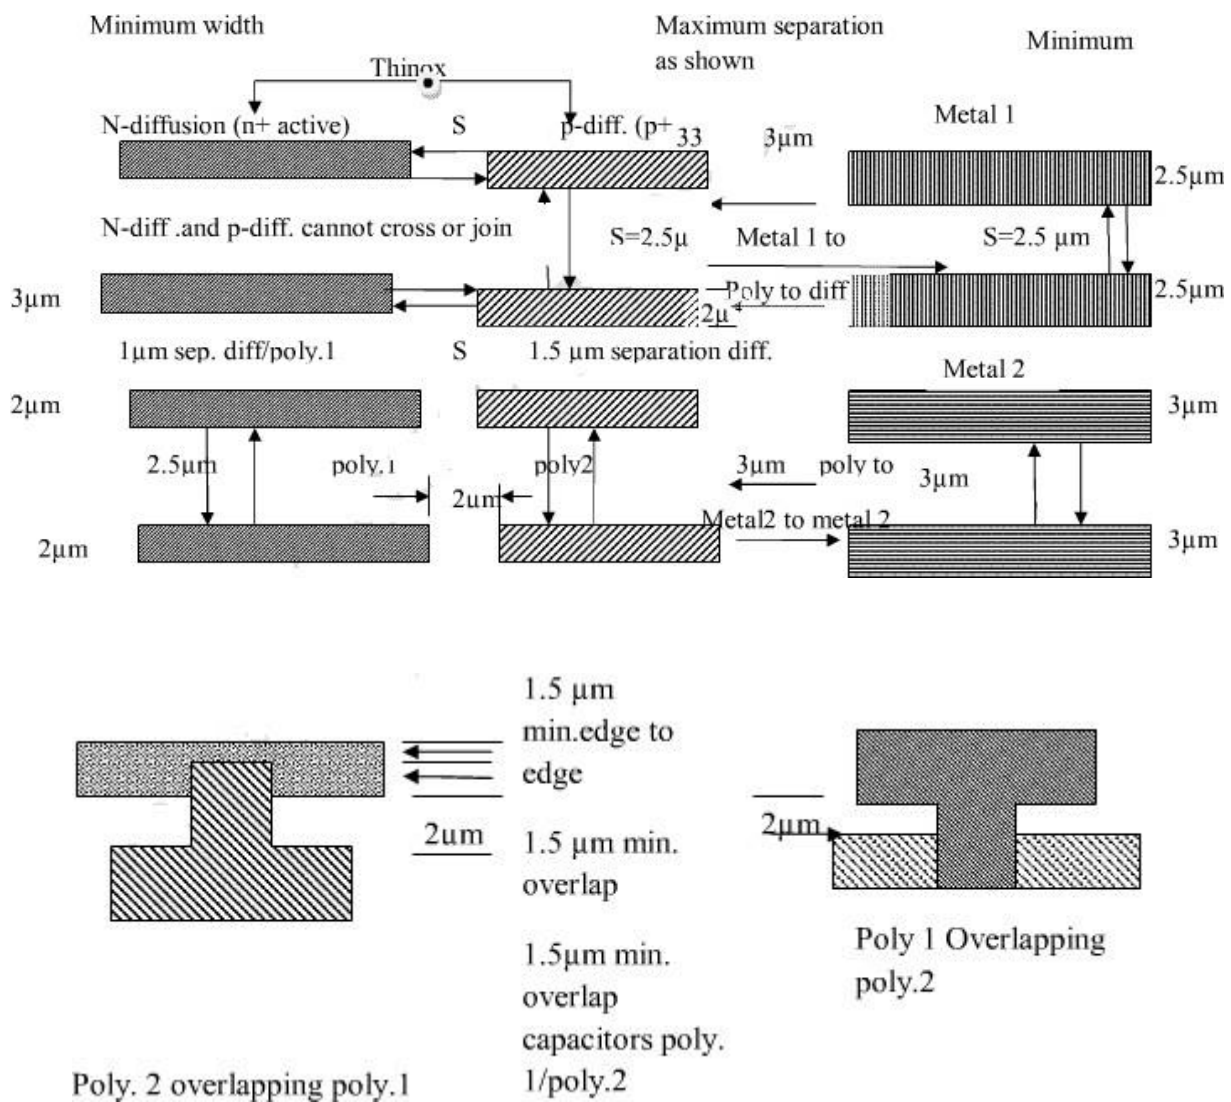 Minimum width
Maximum separation
as shown
Minimum
Thinox
N-diffusion (n+ active)
S
p-diff. (p+
33
3µm
Metal 1
2.5µm
N-diff .and p-diff. cannot cross or join
S=2.5µ
Metal 1 to
S=2.5 µm
3µm
Poly to diff
2µ
2.5µm
1µm sep. diff/poly.1
S
1.5 µm separation diff.
Metal 2
2µm
3µm
2.5µm
poly.1
poly2
3µm
poly to
3µm
2µm
Metal2 to metal 2
2µm
3µm
1.5 µm
min.edge to
edge
2µm
1.5 µm min.
overlap
2µm
1.5µm min.
overlap
capacitors poly.
1/poly.2
Poly 1 Overlapping
poly.2
Poly. 2 overlapping poly.1